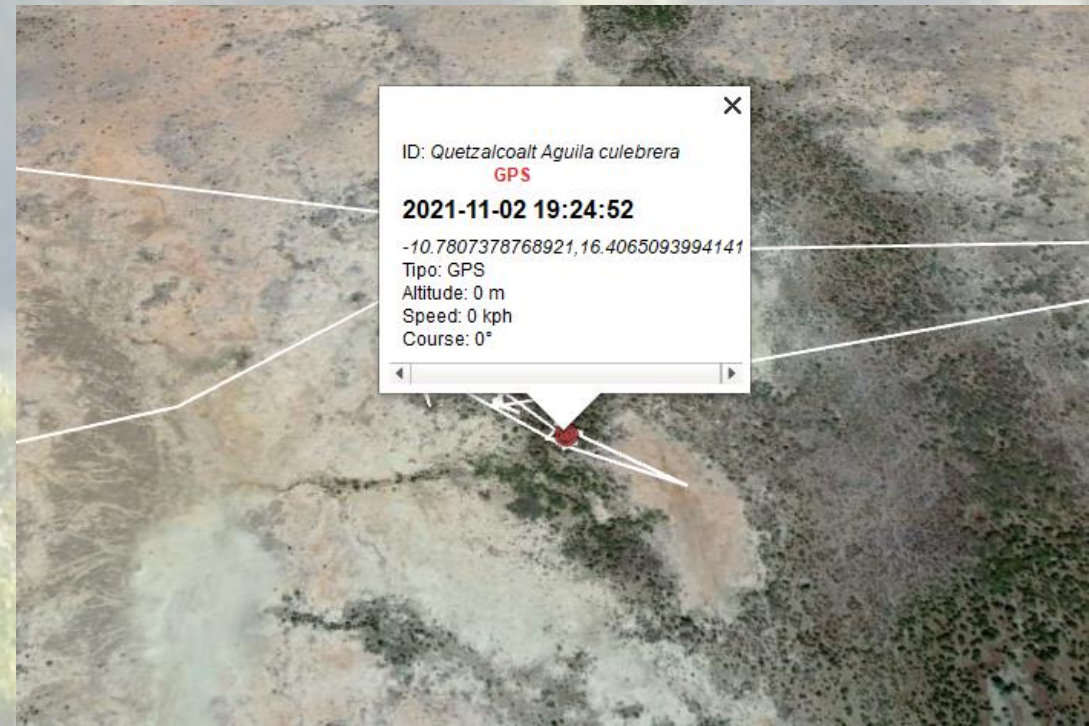 ID: Quetzalcoalt Aguila culebrera
GPS
2021-11-02 19:24:52
-10.7807378768921,16.4065093994141
Tipo: GPS
Altitude: 0 m
Speed: 0 kph
Course: 0°